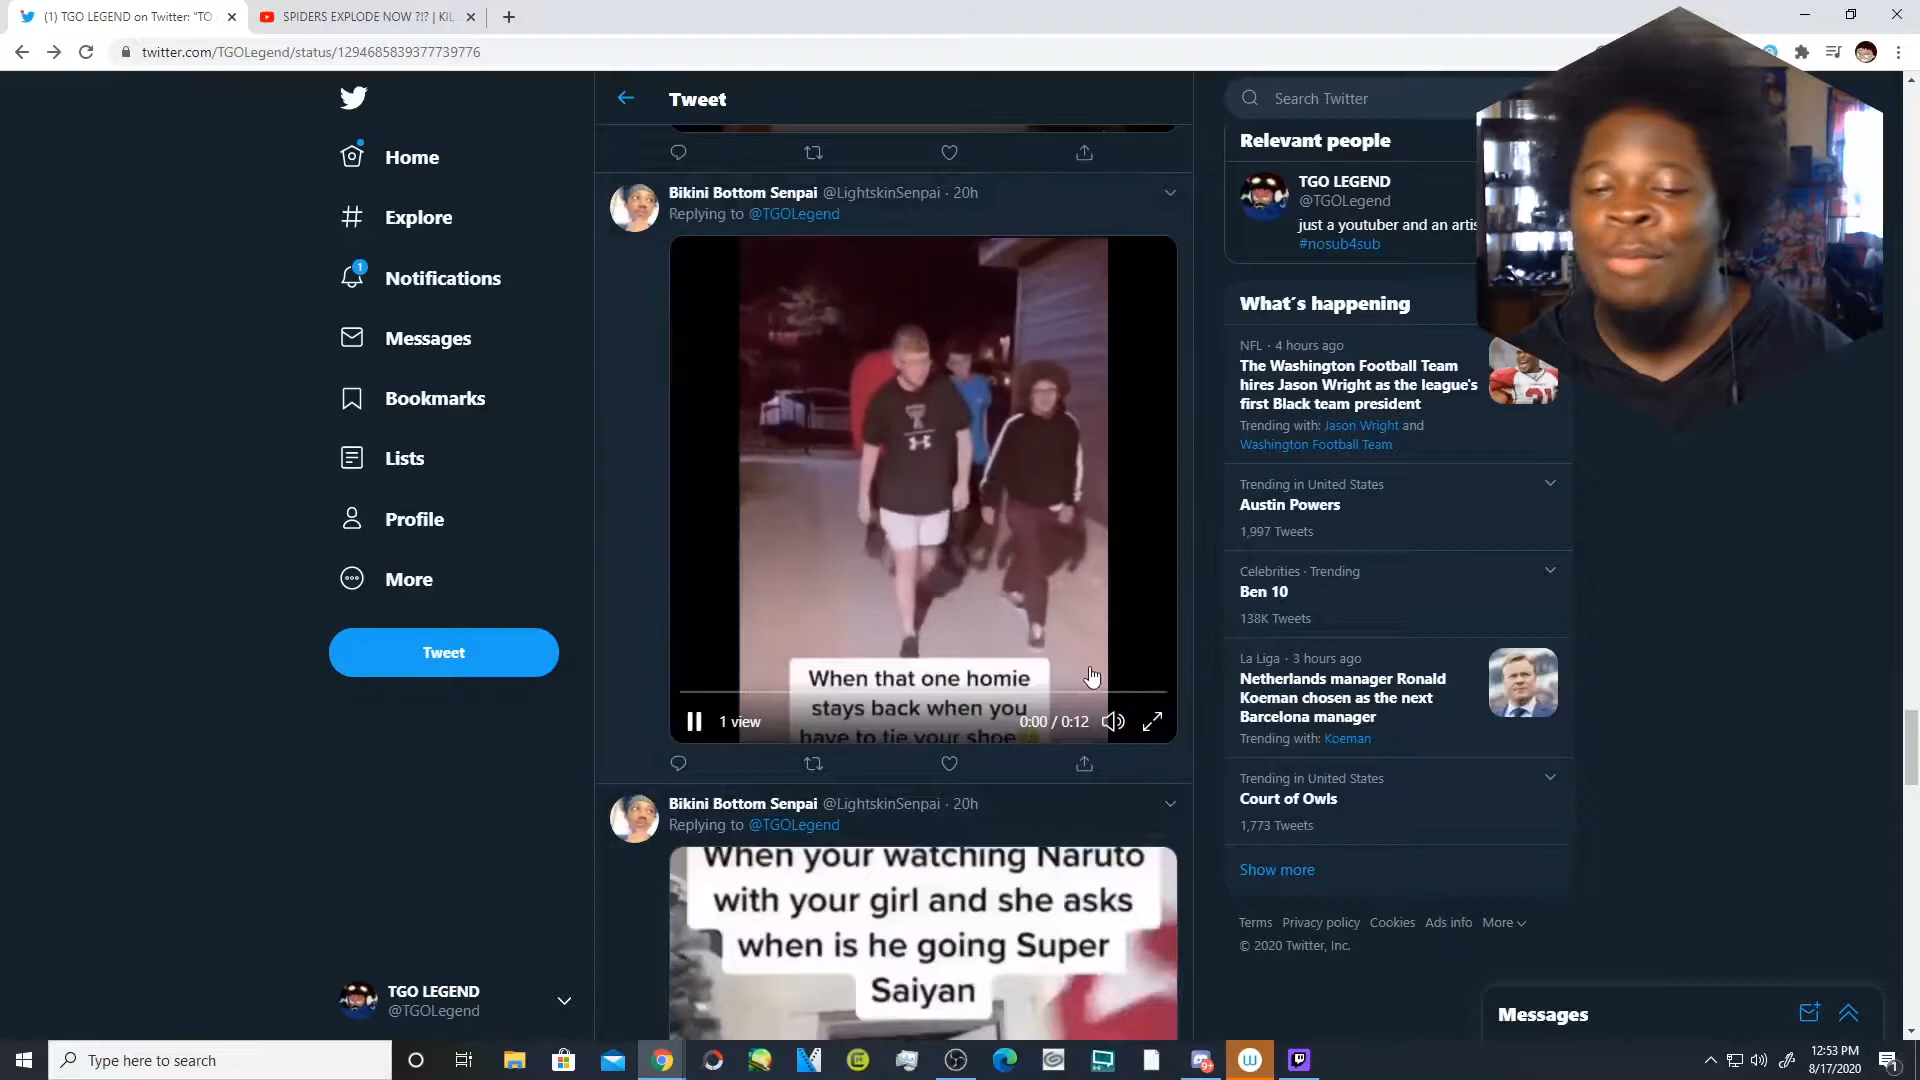 (1) TGO LEGEND on Twitter: "TO
SPIDERS EXPLODE NOW ?!? | KIL
twitter.com/TGOLegend/status/1294685839377739776
Home
Explore
1
Notifications
Messages
Bookmarks
Lists
Profile
More
Tweet
TGO LEGEND
@TGOLegend
Tweet
Bikini Bottom Senpai @LightskinSenpai · 20h
Replying to @TGOLegend
When that one homie
stays back when you
have to tie your shoe
1 view
0:00 / 0:12
Bikini Bottom Senpai @LightskinSenpai · 20h
Replying to @TGOLegend
When your watching Naruto
with your girl and she asks
when is he going Super
Saiyan
Search Twitter
Relevant people
TGO LEGEND
@TGOLegend
just a youtuber and an artis
#nosub4sub
What's happening
NFL · 4 hours ago
The Washington Football Team
hires Jason Wright as the league's
first Black team president
Trending with: Jason Wright and
Washington Football Team
Trending in United States
Austin Powers
1,997 Tweets
Celebrities · Trending
Ben 10
138K Tweets
La Liga · 3 hours ago
Netherlands manager Ronald
Koeman chosen as the next
Barcelona manager
Trending with: Koeman
Trending in United States
Court of Owls
1,773 Tweets
Show more
Terms Privacy policy Cookies Ads info More
© 2020 Twitter, Inc.
Messages
Type here to search
9+
12:53 PM
8/17/2020
1